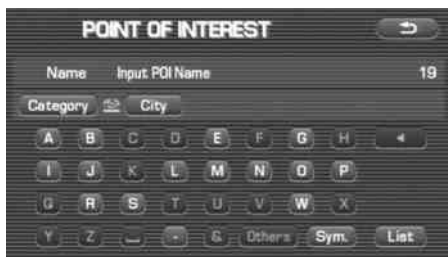 POINT OF INTEREST
Name Input POI Name 19
Category City
A B C D E F G H
I J K L M N O P
Q R S T U V W X
Y Z - & Others Sym. List